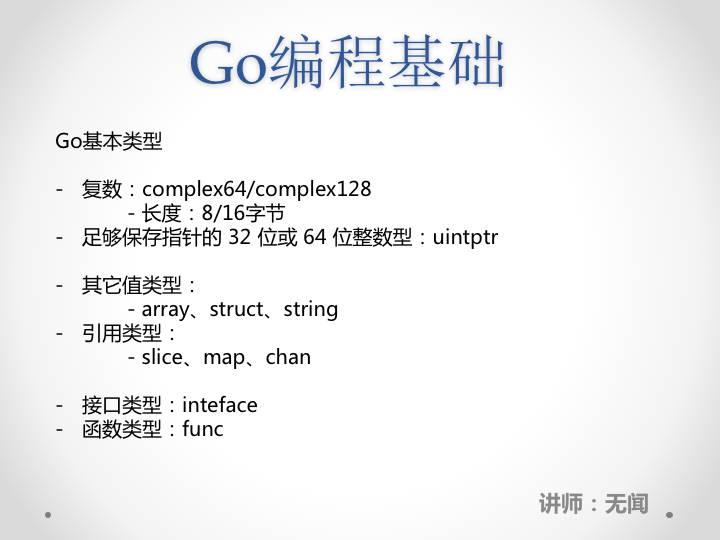 Go编程基础
Go基本类型
- 复数：complex64/complex128
- 长度：8/16字节
- 足够保存指针的 32 位或 64 位整数型：uintptr
- 其它值类型：
- array、struct、string
- 引用类型：
- slice、map、chan
- 接口类型：inteface
- 函数类型：func
讲师：无闻